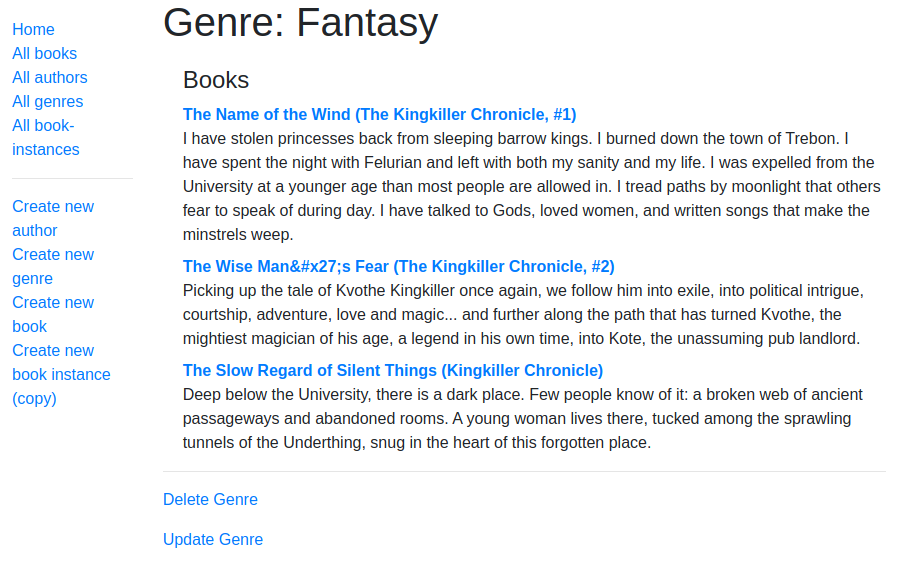 Home
All books
All authors
All genres
All book-
instances
Create new
author
Create new
genre
Create new
book
Create new
book instance
(copy)
Genre: Fantasy
Books
The Name of the Wind (The Kingkiller Chronicle, #1)
I have stolen princesses back from sleeping barrow kings. I burned down the town of Trebon. I
have spent the night with Felurian and left with both my sanity and my life. I was expelled from the
University at a younger age than most people are allowed in. I tread paths by moonlight that others
fear to speak of during day. I have talked to Gods, loved women, and written songs that make the
minstrels weep.
The Wise Man&#x27;s Fear (The Kingkiller Chronicle, #2)
Picking up the tale of Kvothe Kingkiller once again, we follow him into exile, into political intrigue,
courtship, adventure, love and magic... and further along the path that has turned Kvothe, the
mightiest magician of his age, a legend in his own time, into Kote, the unassuming pub landlord.
The Slow Regard of Silent Things (Kingkiller Chronicle)
Deep below the University, there is a dark place. Few people know of it: a broken web of ancient
passageways and abandoned rooms. A young woman lives there, tucked among the sprawling
tunnels of the Underthing, snug in the heart of this forgotten place.
Delete Genre
Update Genre